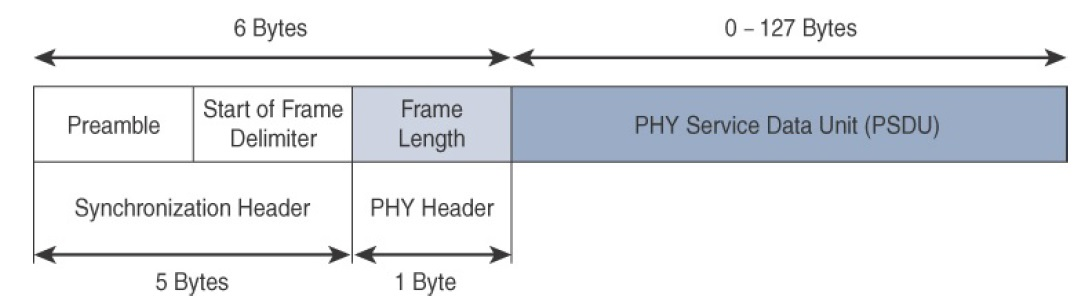 6 Bytes
0 – 127 Bytes
Preamble
Start of Frame
Delimiter
Frame
Length
PHY Service Data Unit (PSDU)
Synchronization Header
PHY Header
5 Bytes
1 Byte